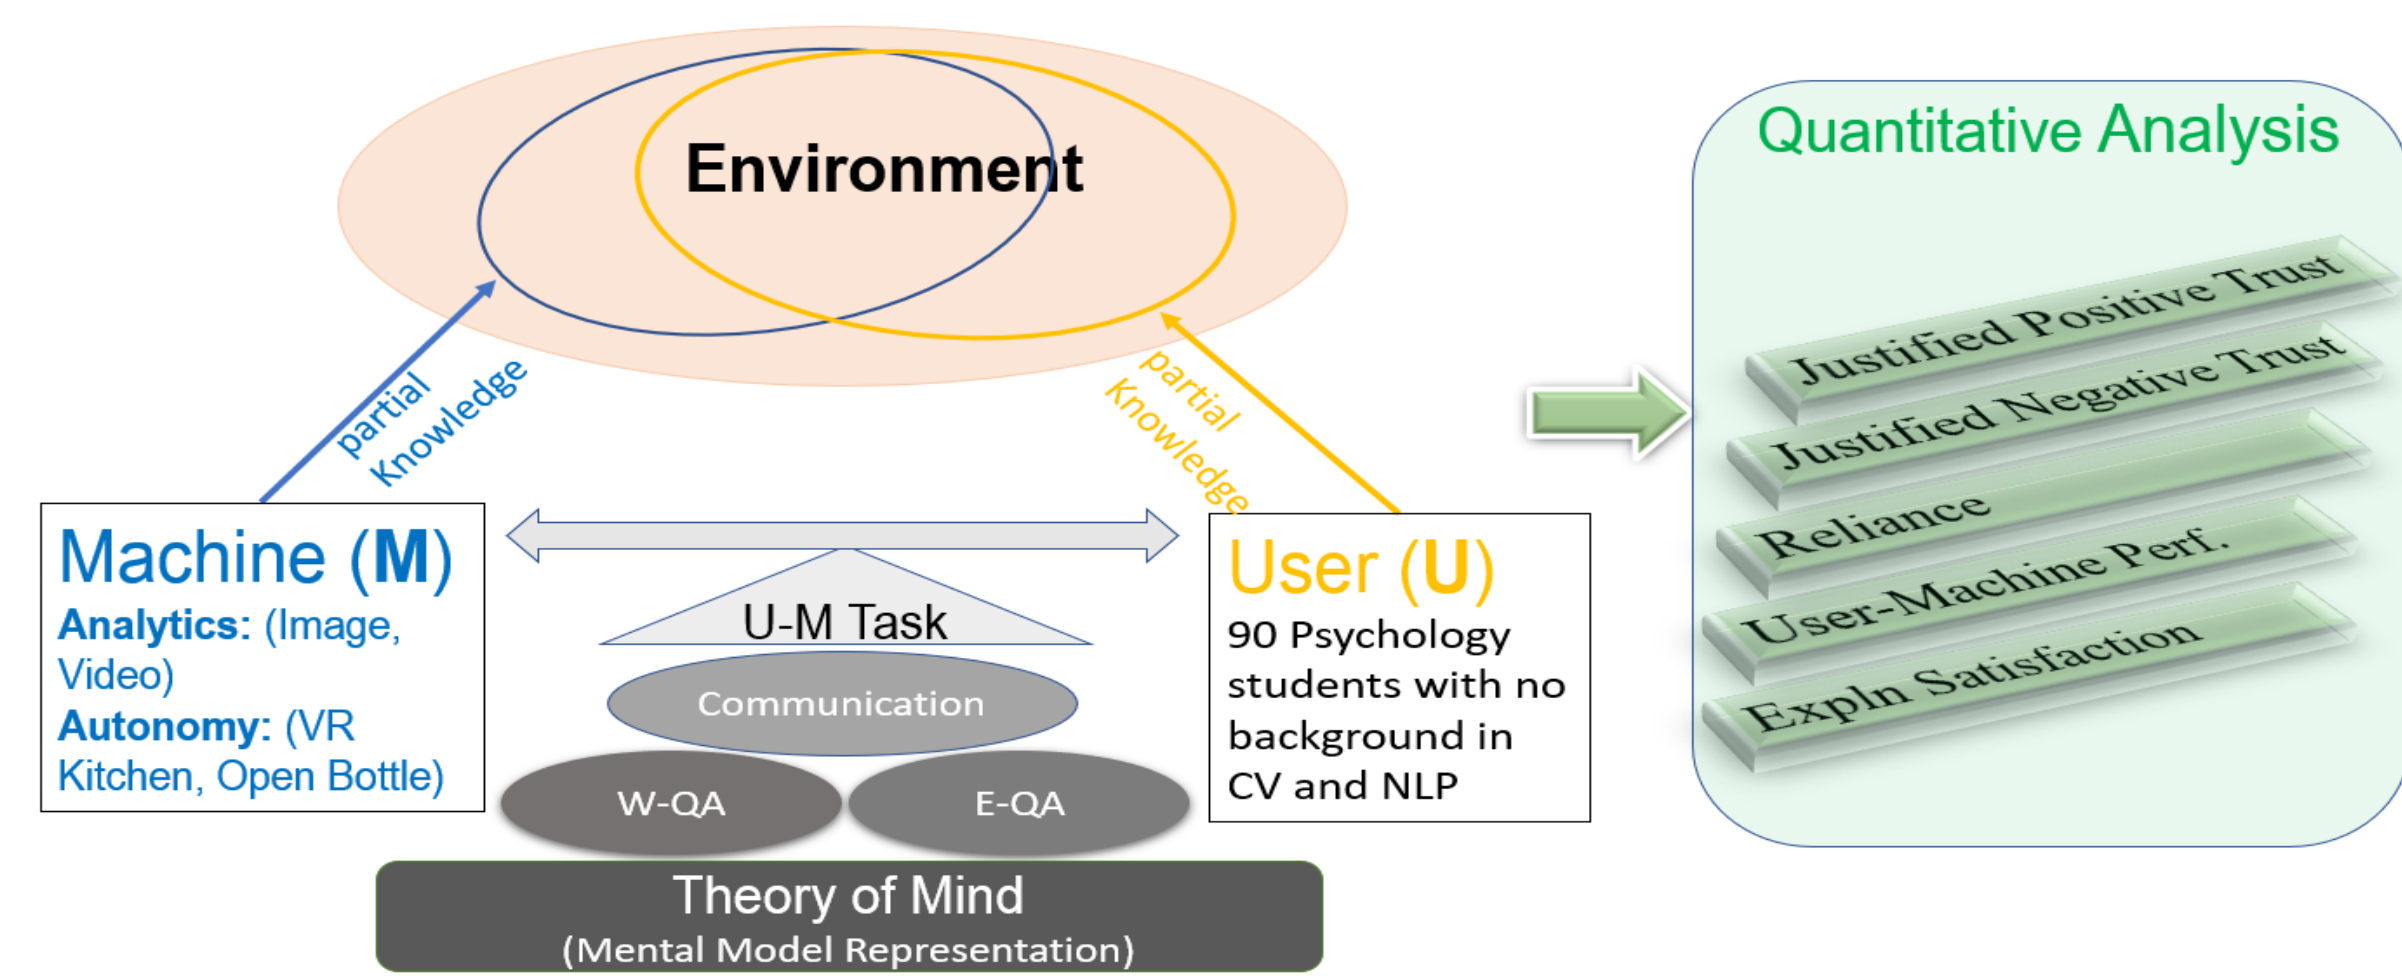 Environment
partial
Knowledge
partial
Knowledge
Machine (M)
Analytics: (Image,
Video)
Autonomy: (VR
Kitchen, Open Bottle)
U-M Task
Communication
W-QA
E-QA
Theory of Mind
(Mental Model Representation)
User (U)
90 Psychology
students with no
background in
CV and NLP
Quantitative Analysis
Justified Positive Trust
Justified Negative Trust
Reliance
User-Machine Perf.
Expln Satisfaction